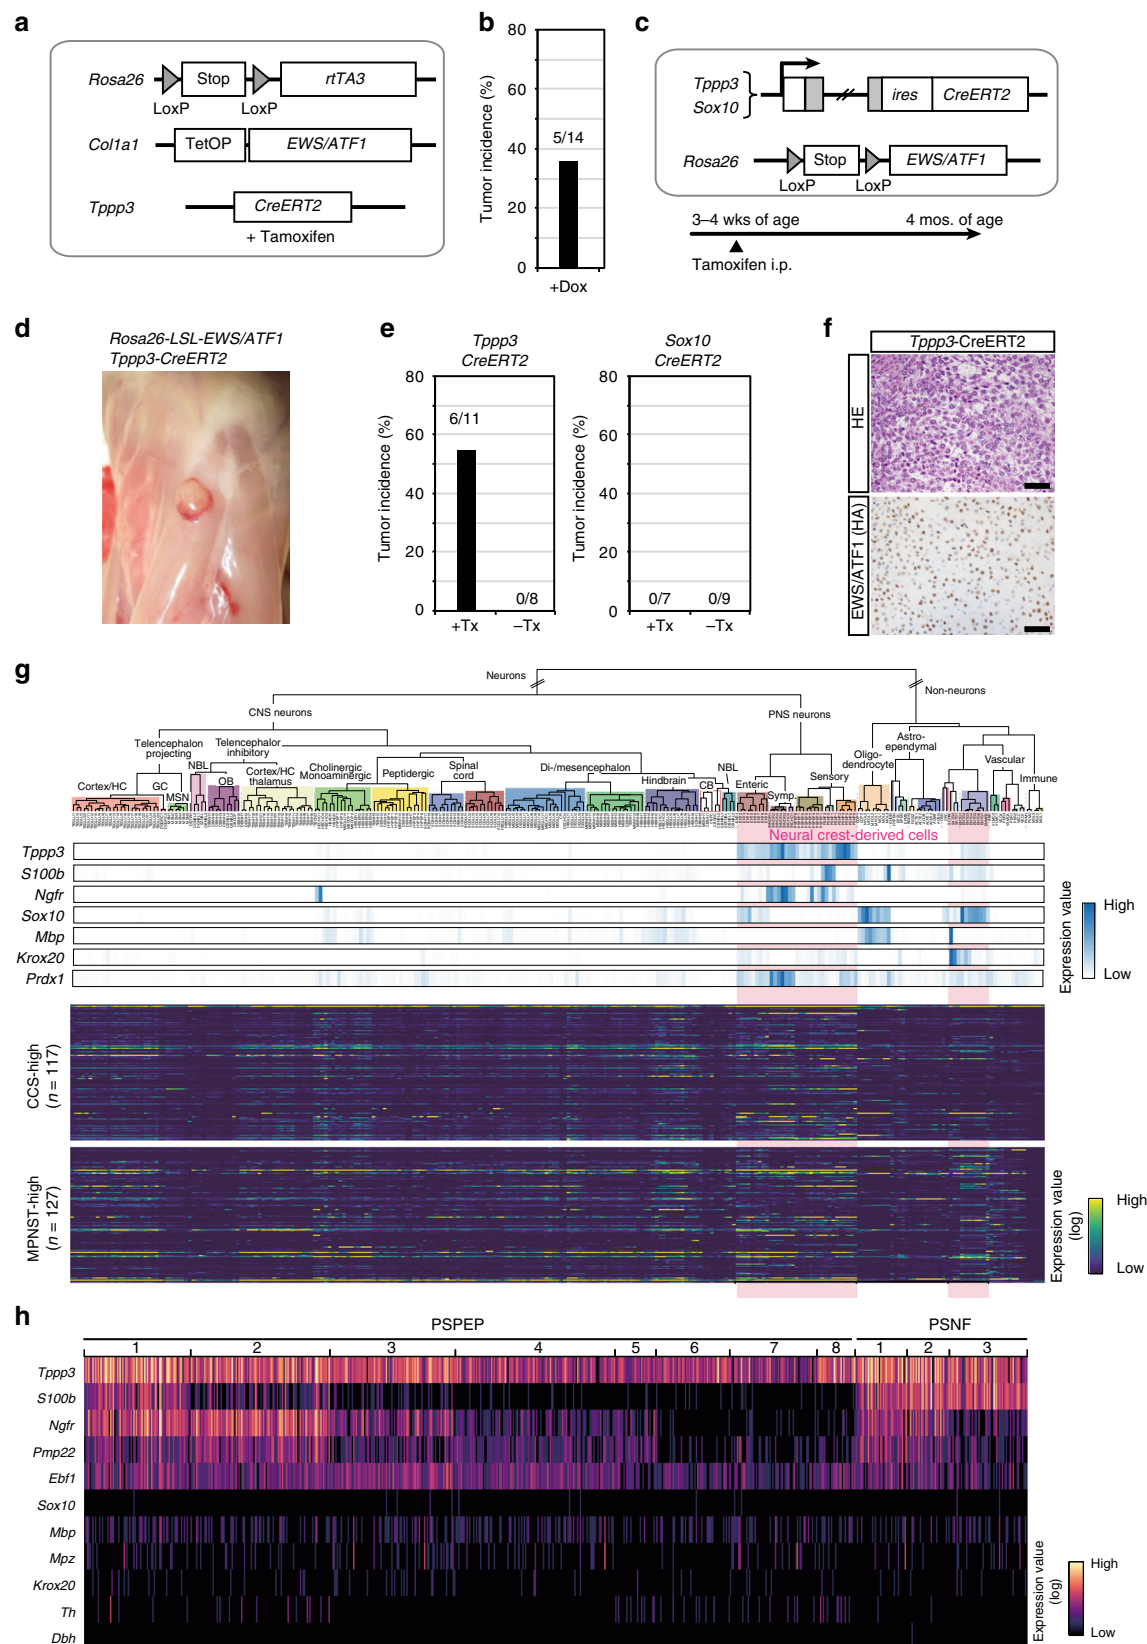 a
Rosa26
Stop
rtTA3
LoxP
LoxP
Col1a1
TetOP
EWS/ATF1
Tppp3
CreERT2
+ Tamoxifen
b
Tumor incidence (%)
80
60
40
20
0
5/14
+Dox
c
Tppp3
Sox10
ires
CreERT2
Rosa26
Stop
EWS/ATF1
LoxP
LoxP
3–4 wks of age
4 mos. of age
Tamoxifen i.p.
d
Rosa26-LSL-EWS/ATF1
Tppp3-CreERT2
e
Tppp3
CreERT2
Tumor incidence (%)
80
60
40
20
0
6/11
0/8
+Tx
–Tx
Sox10
CreERT2
Tumor incidence (%)
80
60
40
20
0
0/7
0/9
+Tx
–Tx
f
Tppp3-CreERT2
HE
EWS/ATF1 (HA)
g
Neurons
Non-neurons
CNS neurons
PNS neurons
Telencephalon
projecting
Telencephalor
inhibitory
Astro-
ependymal
Oligo-
dendrocyte
Vascular
Immune
Cortex/HC
GC
MSN
NBL
OB
Cortex/HC
thalamus
Cholinergic
Monoaminergic
Peptidergic
Spinal
cord
Di-/mesencephalon
Hindbrain
CB
NBL
Enteric
Symp.
Sensory
Neural crest-derived cells
Tppp3
S100b
Ngfr
Sox10
Mbp
Krox20
Prdx1
Expression value
High
Low
CCS-high
(n = 117)
MPNST-high
(n = 127)
Expression value
(log)
High
Low
h
PSPEP
PSNF
1 2 3 4 5 6 7 8 1 2 3
Tppp3
S100b
Ngfr
Pmp22
Ebf1
Sox10
Mbp
Mpz
Krox20
Th
Dbh
Expression value
(log)
High
Low